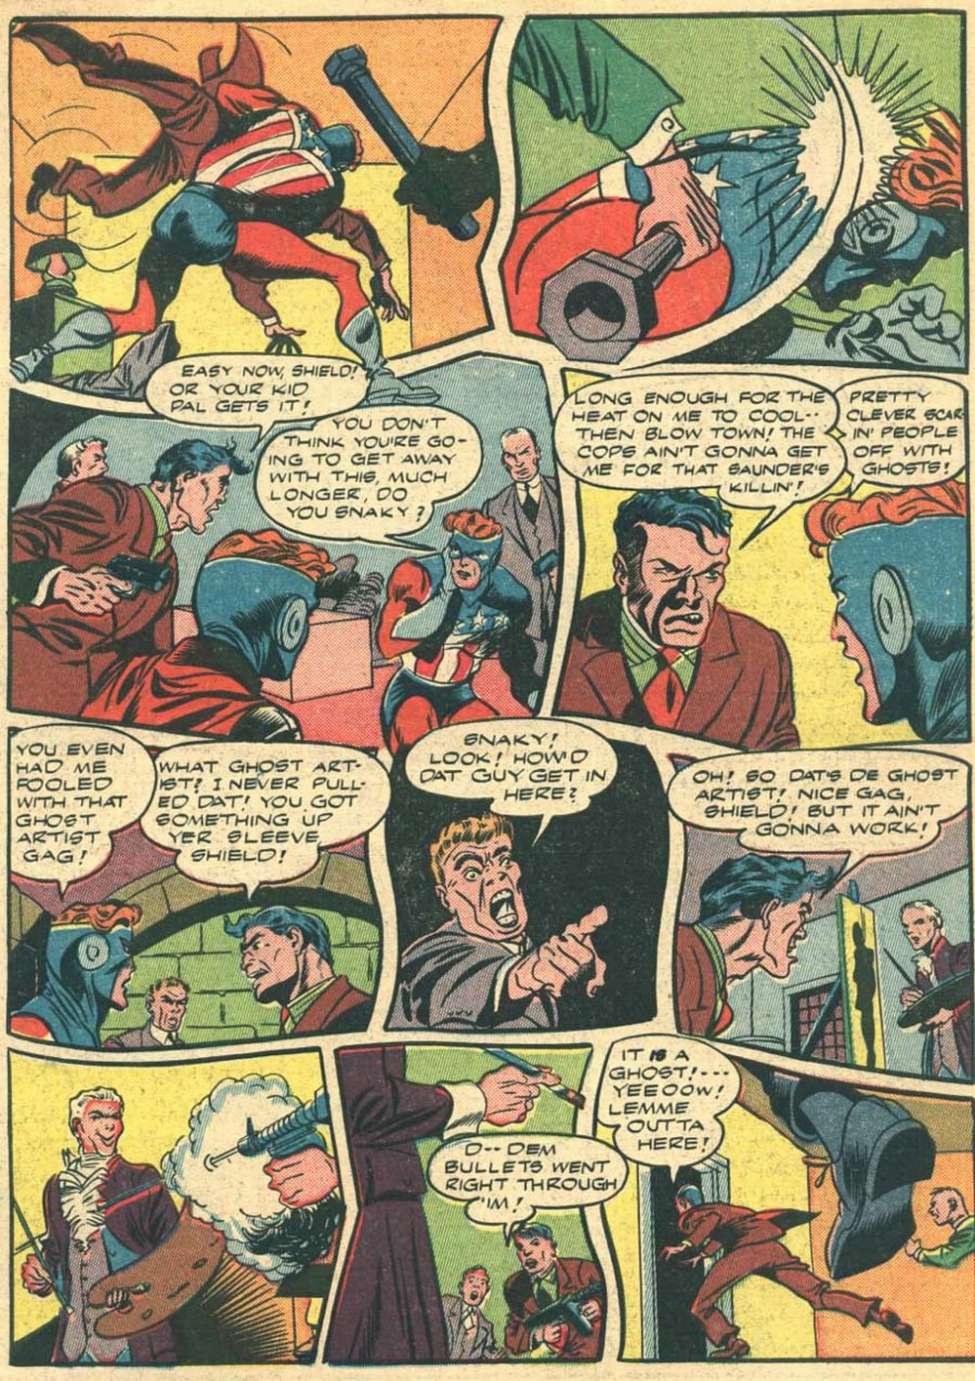 EASY NOW, SHIELD!
OR YOUR KID
PAL GETS IT!
YOU DON'T
THINK YOU'RE GO-
ING TO GET AWAY
WITH THIS, MUCH
LONGER, DO
YOU SNAKY?
LONG ENOUGH FOR THE
HEAT ON ME TO COOL--
THEN BLOW TOWN! THE
COPS AIN'T GONNA GET
ME FOR THAT SAUNDER'S
KILLIN'!
PRETTY
CLEVER SCAR-
IN' PEOPLE
OFF WITH
GHOSTS!
YOU EVEN
HAD ME
FOOLED
WITH THAT
GHOST
ARTIST
GAG!
WHAT GHOST ART-
IST? I NEVER PULL-
ED DAT! YOU GOT
SOMETHING UP
YER SLEEVE,
SHIELD!
SNAKY!
LOOK! HOW'D
DAT GUY GET IN
HERE?
OH! SO DAT'S DE GHOST
ARTIST! NICE GAG,
SHIELD! BUT IT AIN'T
GONNA WORK!
D--DEM
BULLETS WENT
RIGHT THROUGH
'IM!
IT IS A
GHOST!---
YEEOOW!
LEMME
OUTTA
HERE!